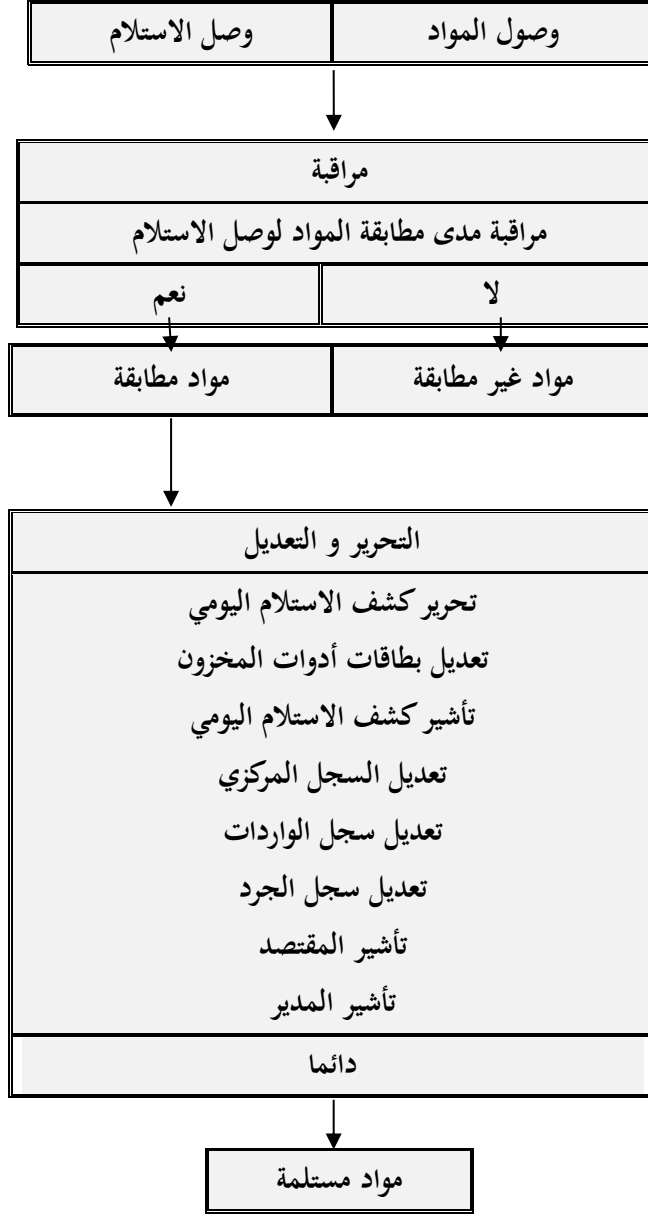 وصول المواد
وصل الاستلام
مراقبة
مراقبة مدى مطابقة المواد لوصل الاستلام
لا
نعم
مواد غير مطابقة
مواد مطابقة
التحرير و التعديل
تحرير كشف الاستلام اليومي
تعديل بطاقات أدوات المخزون
تأشير كشف الاستلام اليومي
تعديل السجل المركزي
تعديل سجل الواردات
تعديل سجل الجرد
تأشير المقتصد
تأشير المدير
دائما
مواد مستلمة